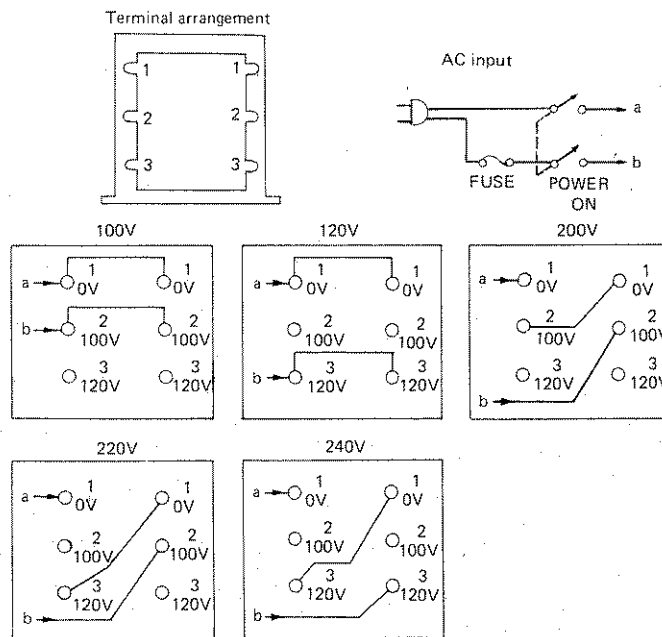 Terminal arrangement
1 1
2 2
3 3
AC input
a
b
FUSE POWER ON
100V
a 1 0V 1 0V
b 2 100V 2 100V
3 120V 3 120V
120V
a 1 0V 1 0V
2 100V 2 100V
b 3 120V 3 120V
200V
a 1 0V 1 0V
2 100V 2 100V
3 120V 3 120V
b
220V
a 1 0V 1 0V
2 100V 2 100V
3 120V 3 120V
b
240V
a 1 0V 1 0V
2 100V 2 100V
3 120V 3 120V
b